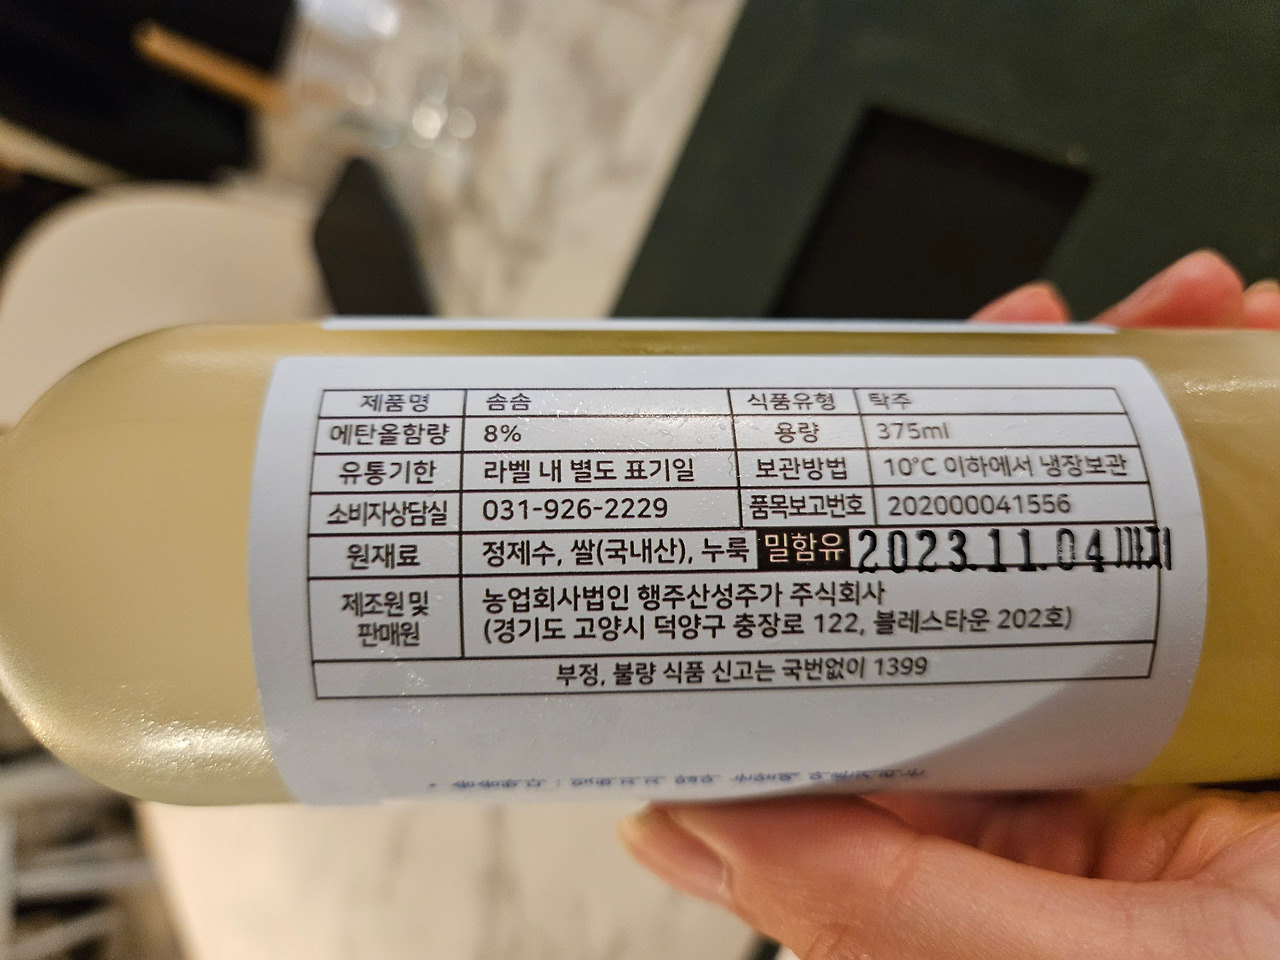 제품명 솜솜 식품유형 탁주
에탄올함량 8% 용량 375ml
유통기한 라벨 내 별도 표기일 보관방법 10℃ 이하에서 냉장보관
소비자상담실 031-926-2229 품목보고번호 202000041556
원재료 정제수, 쌀(국내산), 누룩 밀함유 2023.11.04까지
제조원 및 농업회사법인 행주산성주가 주식회사
판매원 (경기도 고양시 덕양구 충장로 122, 블레스타운 202호)
부정, 불량 식품 신고는 국번없이 1399